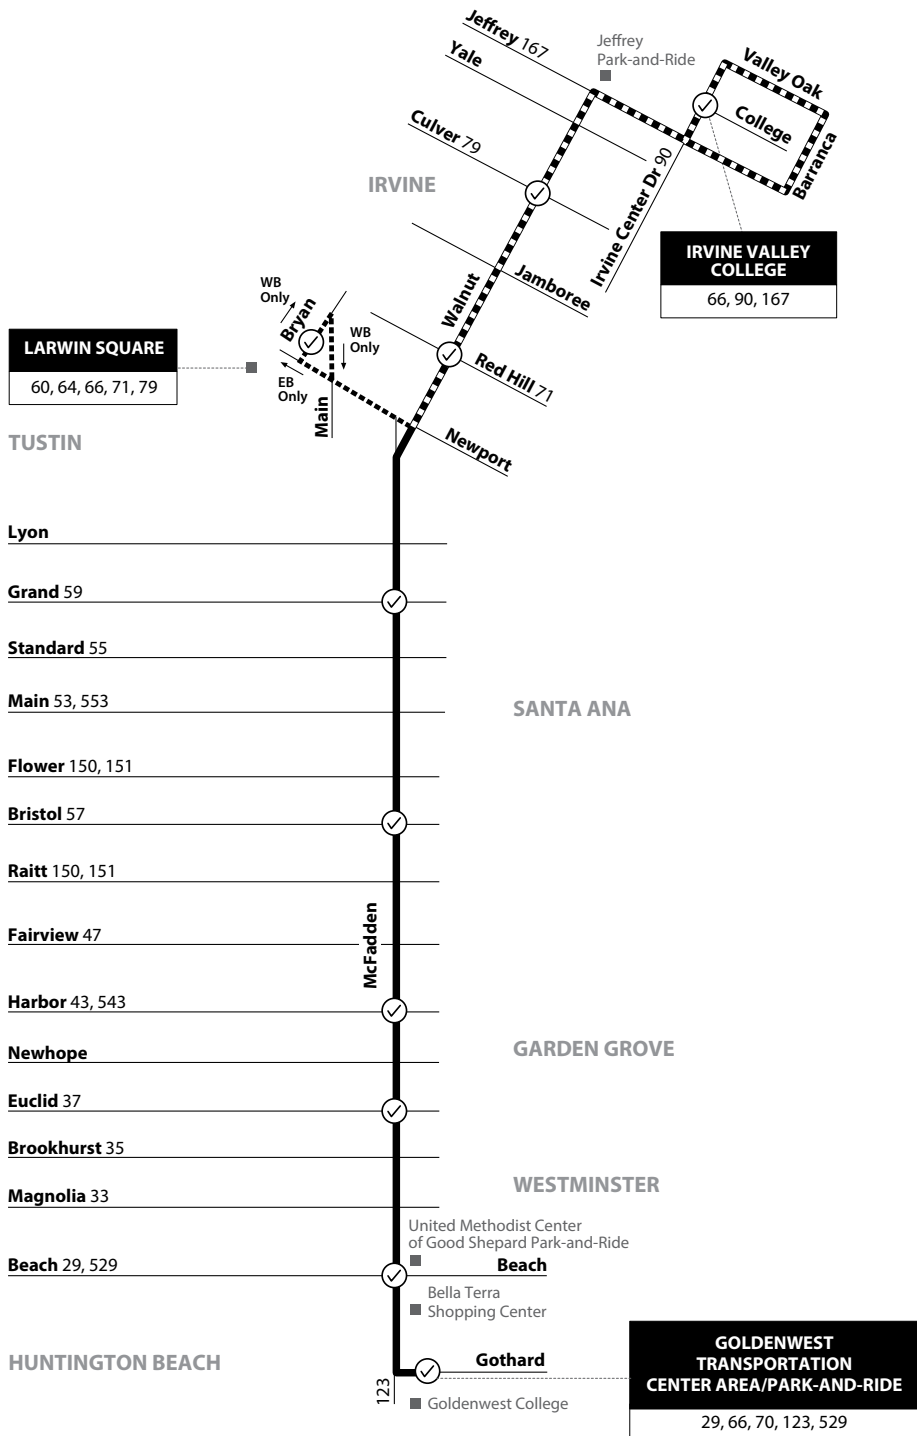 Jeffrey 167
Jeffrey
Park-and-Ride
Yale
Valley Oak
College
Culver 79
Barranca
IRVINE
Irvine Center Dr 90
IRVINE VALLEY
COLLEGE
66, 90, 167
Jamboree
Walnut
WB
Only
Bryan
WB
Only
LARWIN SQUARE
60, 64, 66, 71, 79
EB
Only
Red Hill 71
Main
Newport
TUSTIN
Lyon
Grand 59
Standard 55
Main 53, 553
SANTA ANA
Flower 150, 151
Bristol 57
Raitt 150, 151
McFadden
Fairview 47
Harbor 43, 543
Newhope
GARDEN GROVE
Euclid 37
Brookhurst 35
Magnolia 33
WESTMINSTER
United Methodist Center
of Good Shepard Park-and-Ride
Beach 29, 529
Beach
Bella Terra
Shopping Center
HUNTINGTON BEACH
Gothard
123
Goldenwest College
GOLDENWEST
TRANSPORTATION
CENTER AREA/PARK-AND-RIDE
29, 66, 70, 123, 529